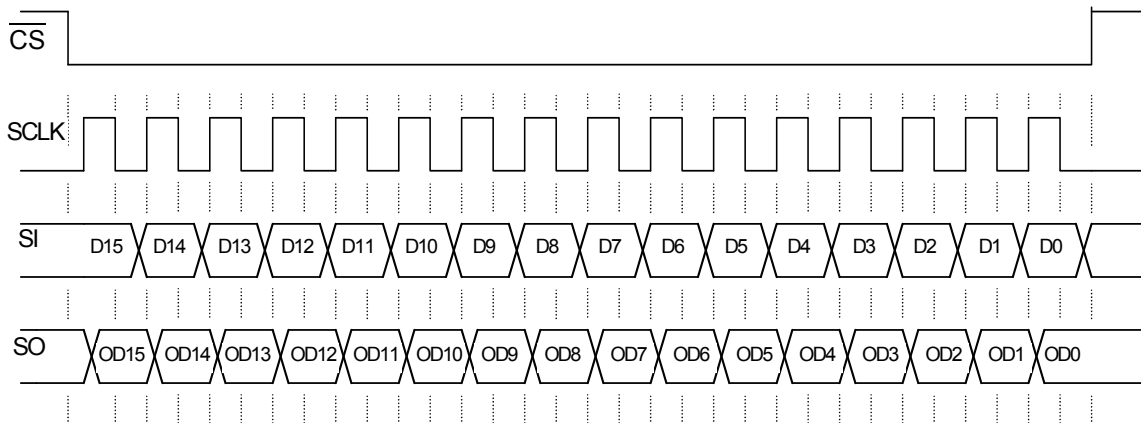 CS
SCLK
SI D15 D14 D13 D12 D11 D10 D9 D8 D7 D6 D5 D4 D3 D2 D1 D0
SO OD15 OD14 OD13 OD12 OD11 OD10 OD9 OD8 OD7 OD6 OD5 OD4 OD3 OD2 OD1 OD0